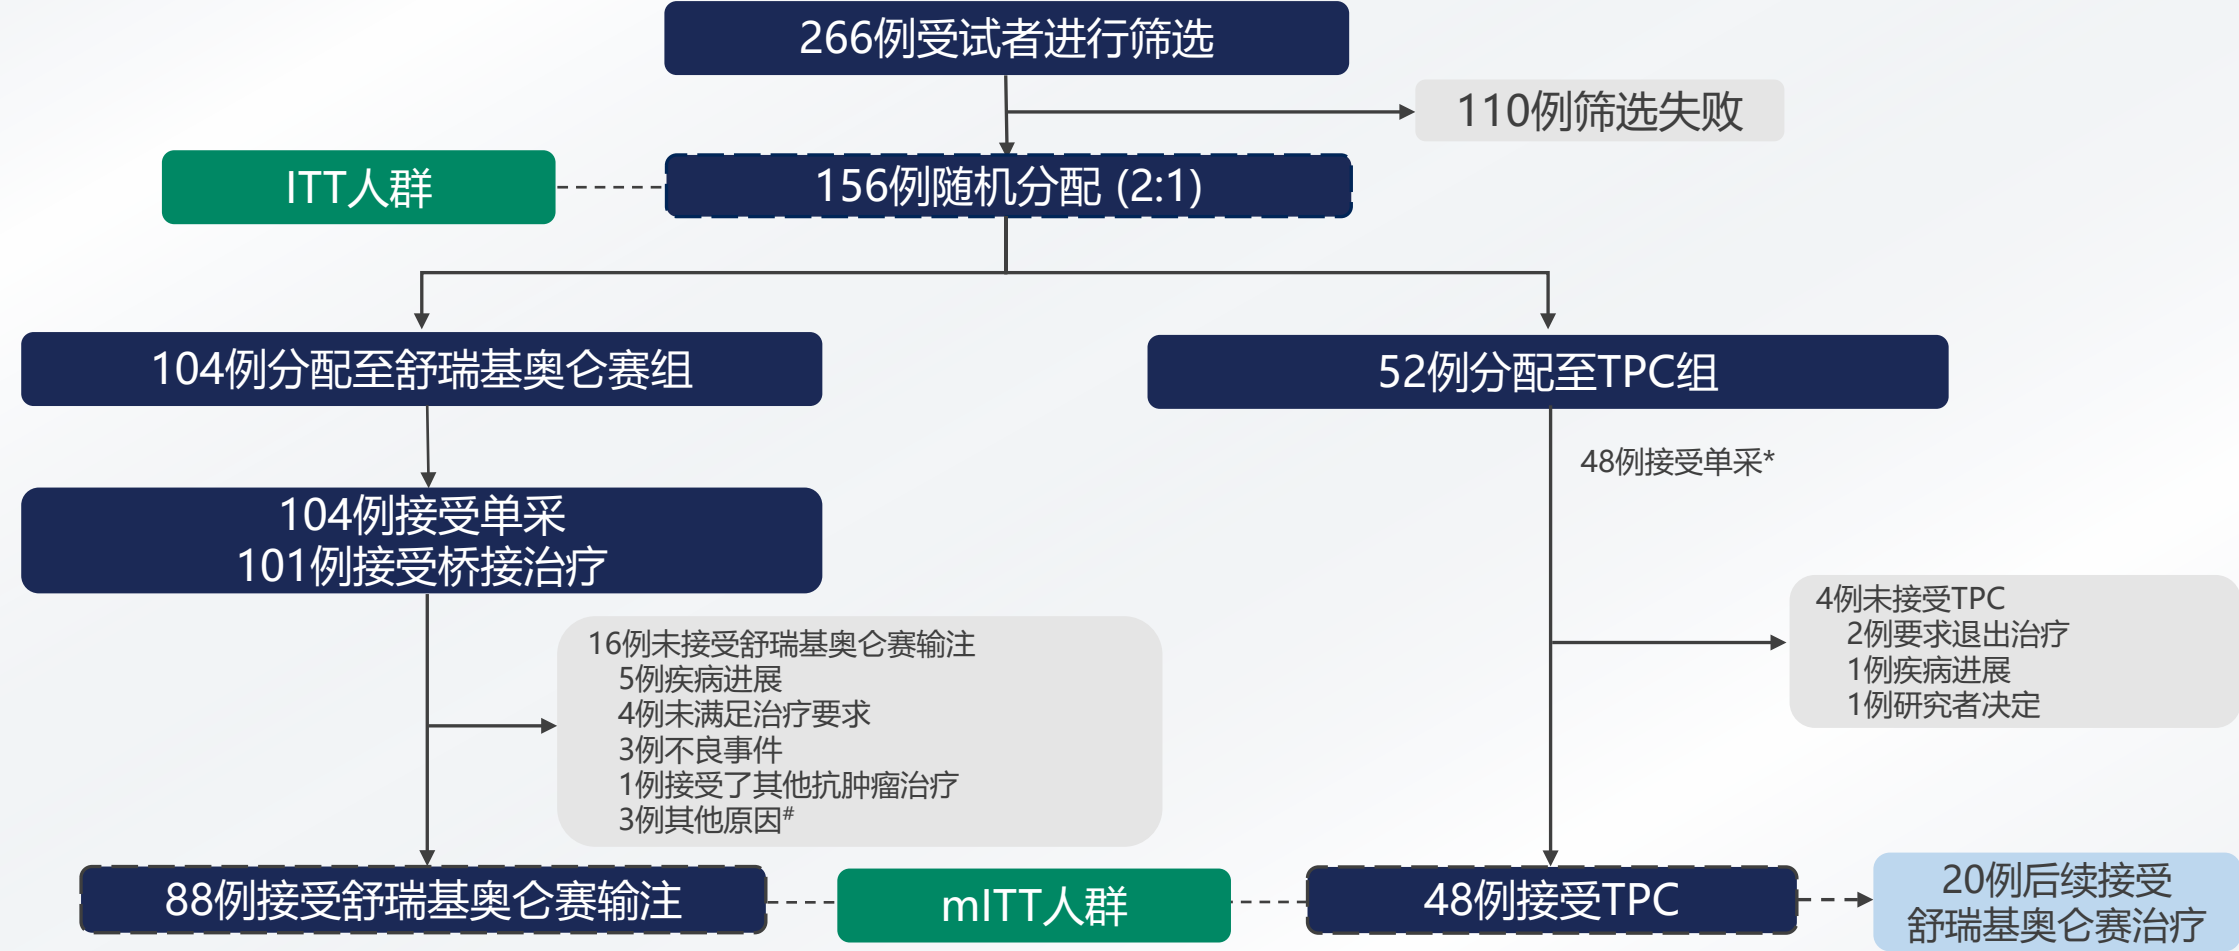 266例受试者进行筛选
110例筛选失败
ITT人群
156例随机分配 (2:1)
104例分配至舒瑞基奥仑赛组
52例分配至TPC组
48例接受单采*
104例接受单采
101例接受桥接治疗
16例未接受舒瑞基奥仑赛输注
5例疾病进展
4例未满足治疗要求
3例不良事件
1例接受了其他抗肿瘤治疗
3例其他原因#
4例未接受TPC
2例要求退出治疗
1例疾病进展
1例研究者决定
88例接受舒瑞基奥仑赛输注
mITT人群
48例接受TPC
20例后续接受
舒瑞基奥仑赛治疗